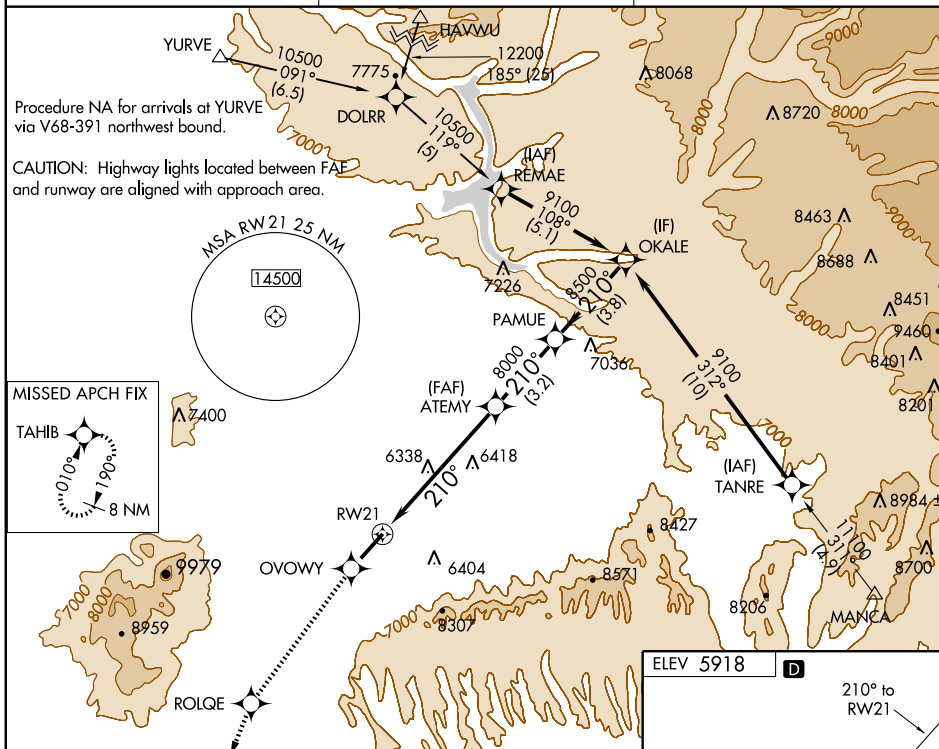 YURVE
HAVWU
10500
091°
(6.5)
7775
12200
185° (25)
8068
9000
8000
8720
7000
DOLRR
Procedure NA for arrivals at YURVE
via V68-391 northwest bound.
10500
119°
(5)
CAUTION: Highway lights located between FAF
and runway are aligned with approach area.
(IAF)
REMAE
9100
108°
(5.1)
(IF)
OKALE
8463
8688
MSA RW21 25 NM
14500
7226
8500
210°
(3.8)
8000
8451
9460
8401
8201
PAMUE
7036
8000
210°
(3.2)
9100
312°
(10)
MISSED APCH FIX
TAHIB
010°
190°
8 NM
7400
(FAF)
ATEMY
7000
6338
6418
210°
(IAF)
TANRE
8984 ±
RW21
8427
11100
311°
(4.9)
8700
OVOWY
6404
8571
9979
7000
8000
8959
8307
7000
8206
MANCA
ELEV 5918
D
210° to
RW21
ROLQE